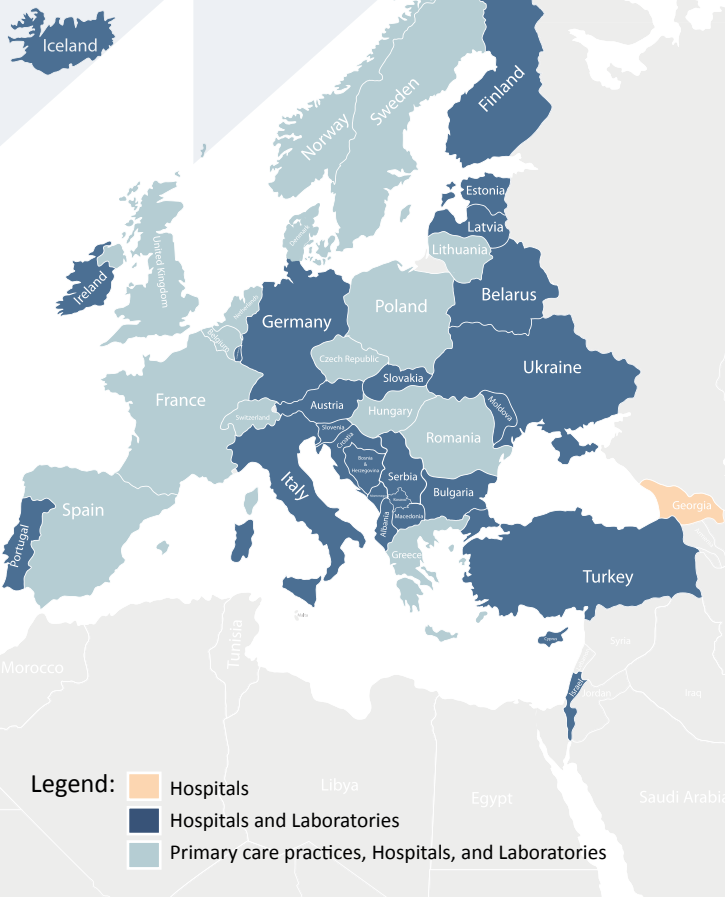 Iceland
Finland
Sweden
Norway
Estonia
Latvia
Denmark
Lithuania
United Kingdom
Ireland
Belarus
Netherlands
Poland
Germany
Belgium
Czech Republic
Ukraine
Slovakia
France
Austria
Moldova
Switzerland
Hungary
Slovenia
Romania
Croatia
Bosnia
&
Herzegovina
Serbia
Italy
Bulgaria
Spain
Georgia
Macedonia
Albania
Portugal
Greece
Turkey
Cyprus
Syria
Tunisia
Morocco
Israel
Jordan
Iraq
Libya
Egypt
Saudi Arabia
Legend:
Hospitals
Hospitals and Laboratories
Primary care practices, Hospitals, and Laboratories